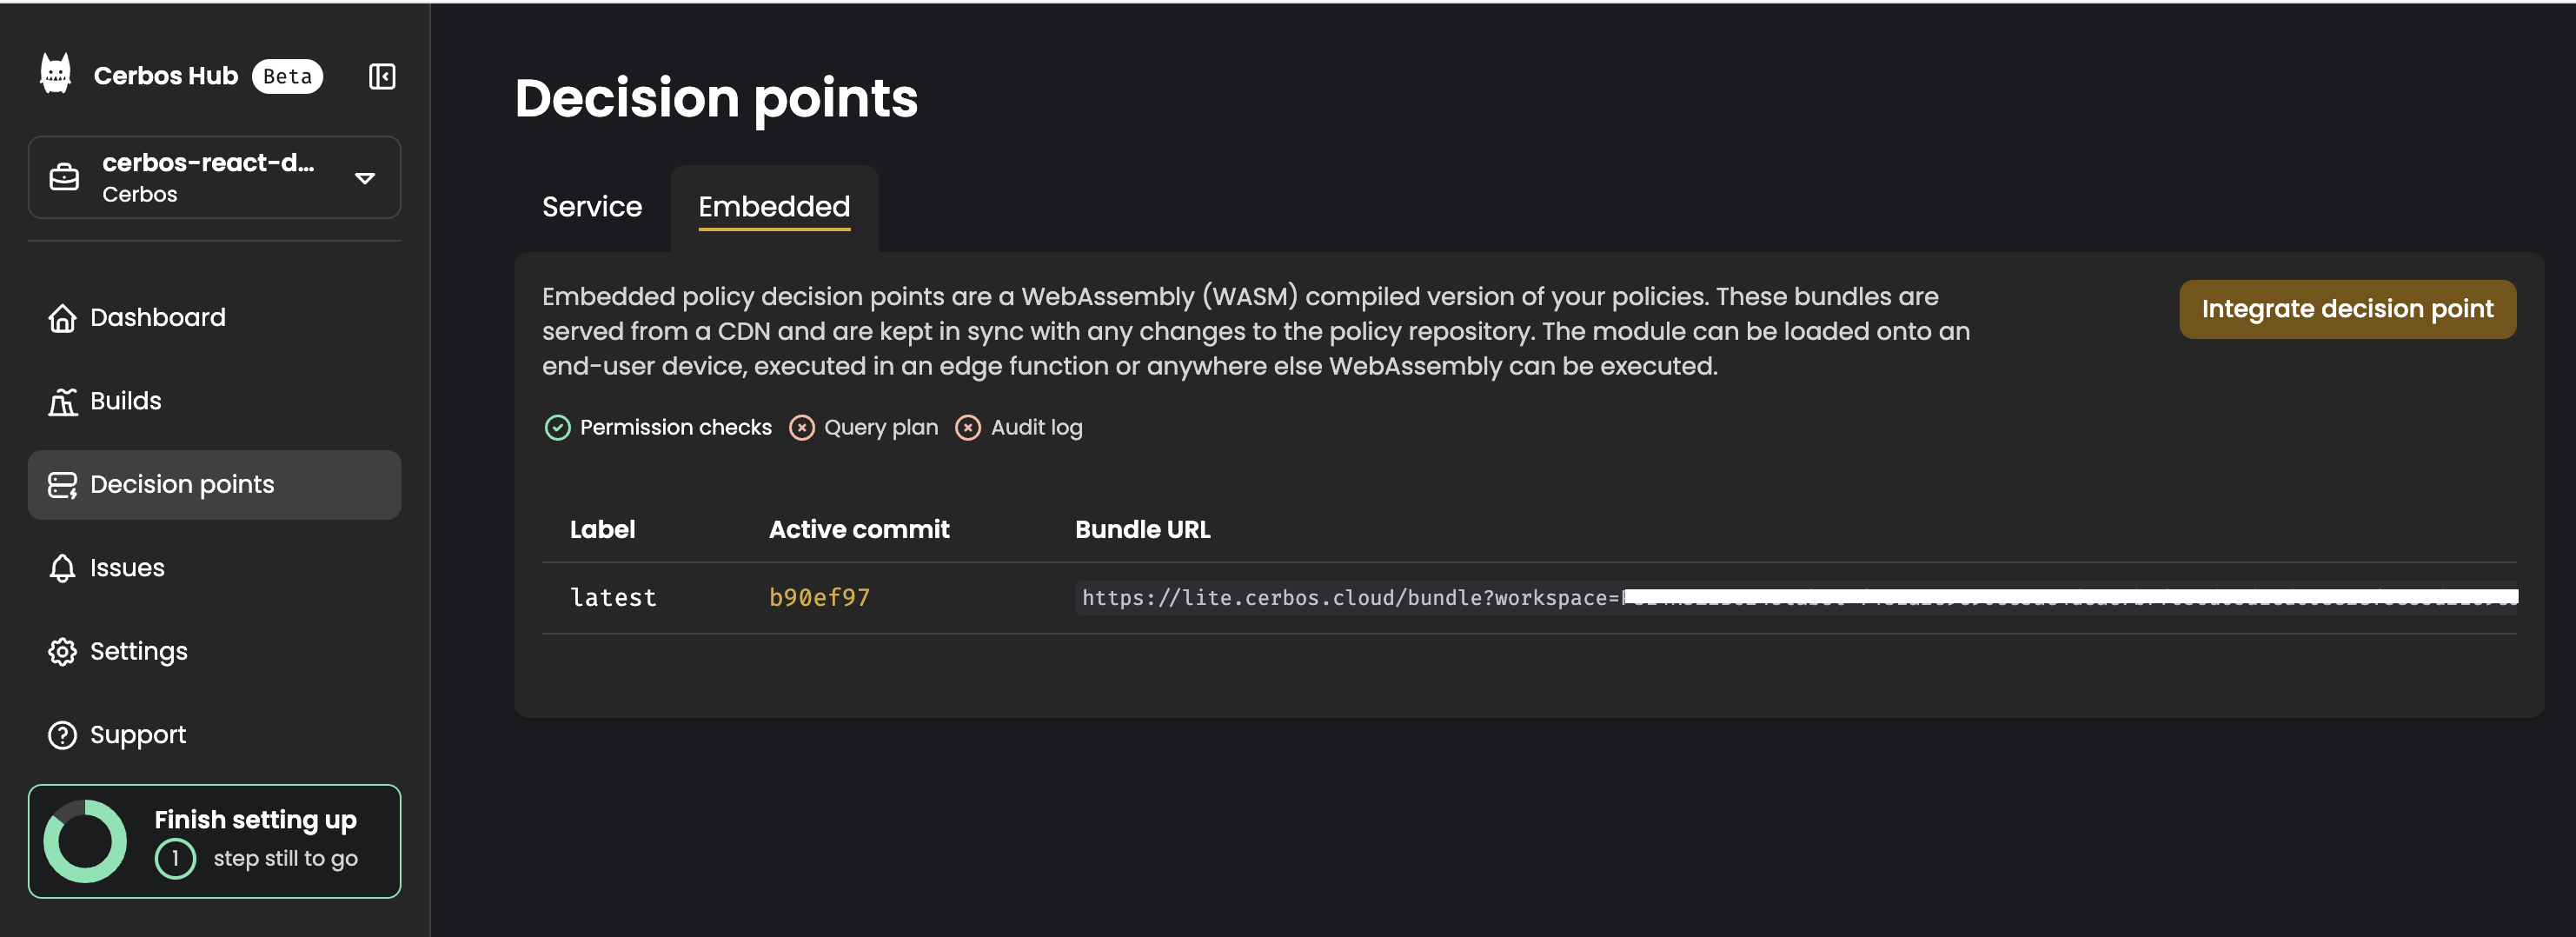 Cerbos Hub Beta
cerbos-react-d...
Cerbos
Dashboard
Builds
Decision points
Issues
Settings
Support
Finish setting up
1 step still to go
Decision points
Service Embedded
Embedded policy decision points are a WebAssembly (WASM) compiled version of your policies. These bundles are
served from a CDN and are kept in sync with any changes to the policy repository. The module can be loaded onto an
end-user device, executed in an edge function or anywhere else WebAssembly can be executed.
Integrate decision point
Permission checks Query plan Audit log
Label Active commit Bundle URL
latest b90ef97 https://lite.cerbos.cloud/bundle?workspace=